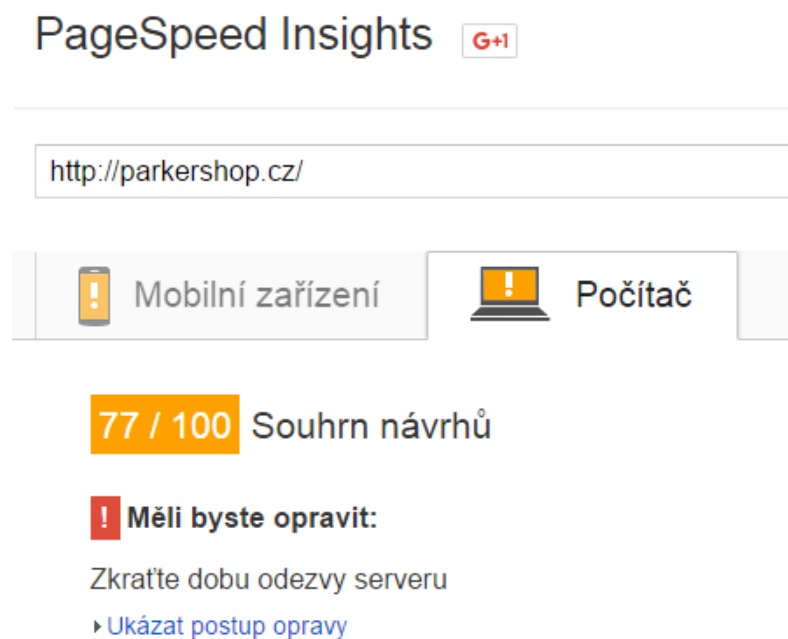 PageSpeed Insights G+1
http://parkershop.cz/
Mobilní zařízení Počítač
77 / 100 Souhrn návrhů
! Měli byste opravit:
Zkraťte dobu odezvy serveru
Ukázat postup opravy